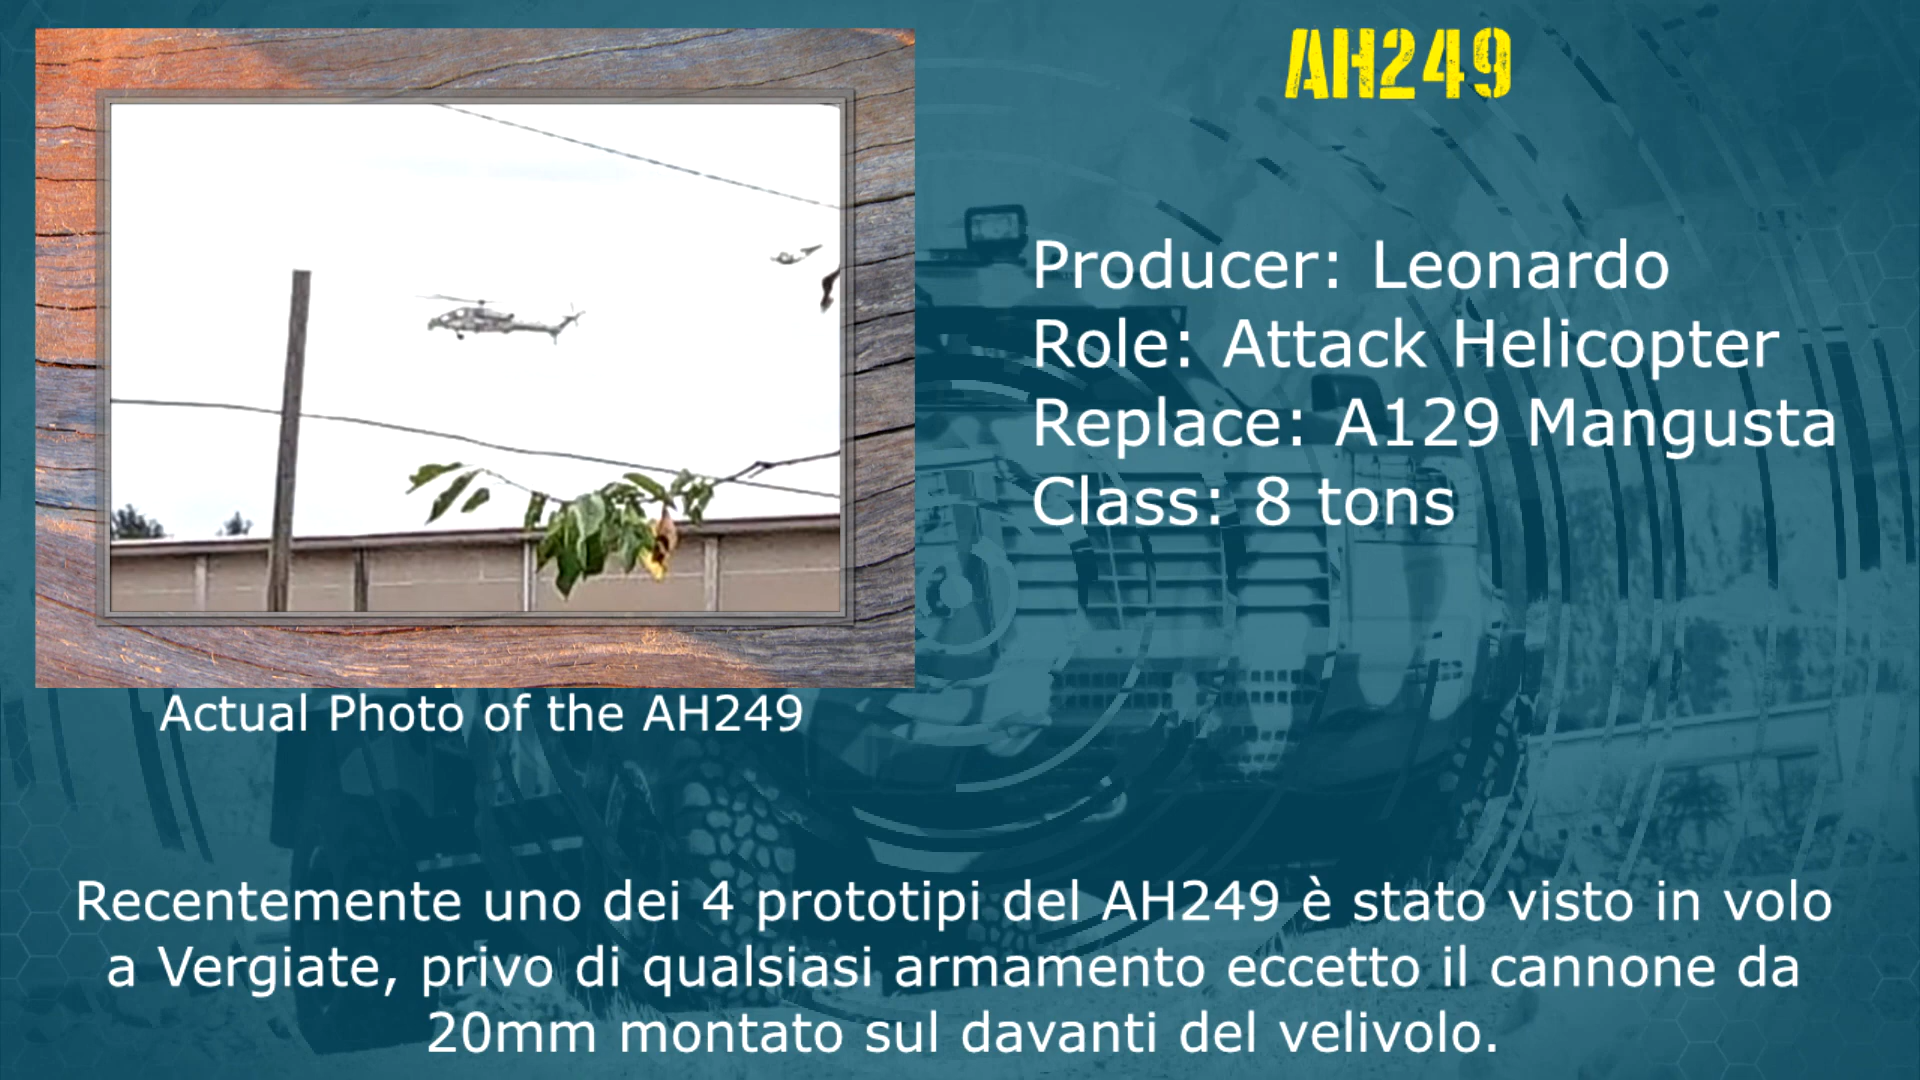 AH249
Producer: Leonardo
Role: Attack Helicopter
Replace: A129 Mangusta
Class: 8 tons
Actual Photo of the AH249
Recentemente uno dei 4 prototipi del AH249 è stato visto in volo
a Vergiate, privo di qualsiasi armamento eccetto il cannone da
20mm montato sul davanti del velivolo.